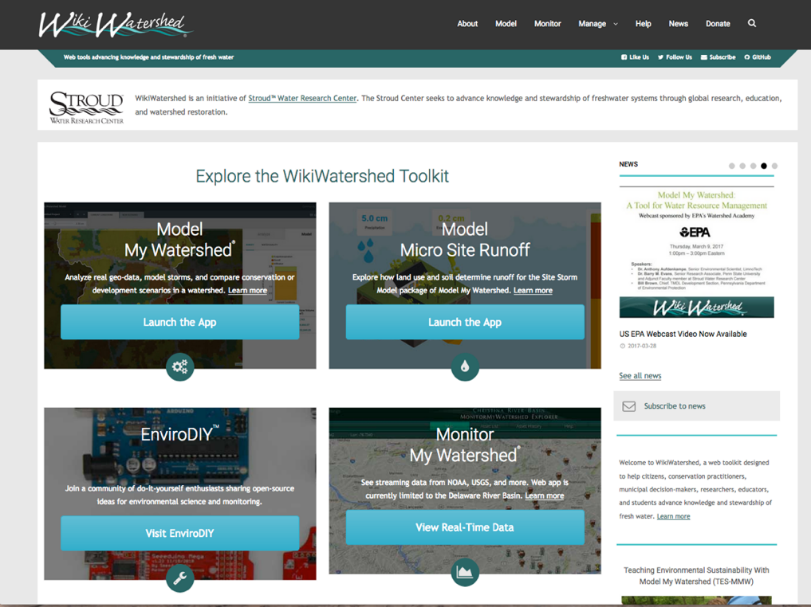 Wiki Watershed
About Model Monitor Manage Help News Donate
Web tools advancing knowledge and stewardship of fresh water
Like Us Follow Us Subscribe GitHub
STROUD
WATER RESEARCH CENTER
WikiWatershed is an initiative of Stroud™ Water Research Center. The Stroud Center seeks to advance knowledge and stewardship of freshwater systems through global research, education,
and watershed restoration.
Explore the WikiWatershed Toolkit
Model
My Watershed®
Analyze real geo-data, model storms, and compare conservation or
development scenarios in a watershed. Learn more
Launch the App
5.0 cm
0.2 cm
Model
Micro Site Runoff
Explore how land use and soil determine runoff for the Site Storm
Model package of Model My Watershed. Learn more
Launch the App
ARDUINO
EnviroDIY™
Join a community of do-it-yourself enthusiasts sharing open-source
ideas for environmental science and monitoring.
Visit EnviroDIY
Monitor
My Watershed®
See streaming data from NOAA, USGS, and more. Web app is
currently limited to the Delaware River Basin. Learn more
View Real-Time Data
NEWS
Model My Watershed
A Tool for Water Resource Management
Webcast sponsored by EPA's Watershed Academy
EPA
Thursday, March 9, 2017
1:00pm – 3:00pm Eastern
Speakers:
Wiki Watershed
US EPA Webcast Video Now Available
2017-03-28
See all news
Subscribe to news
Welcome to WikiWatershed, a web toolkit designed
to help citizens, conservation practitioners,
municipal decision-makers, researchers, educators,
and students advance knowledge and stewardship of
fresh water. Learn more
Teaching Environmental Sustainability With
Model My Watershed (TES-MMW)